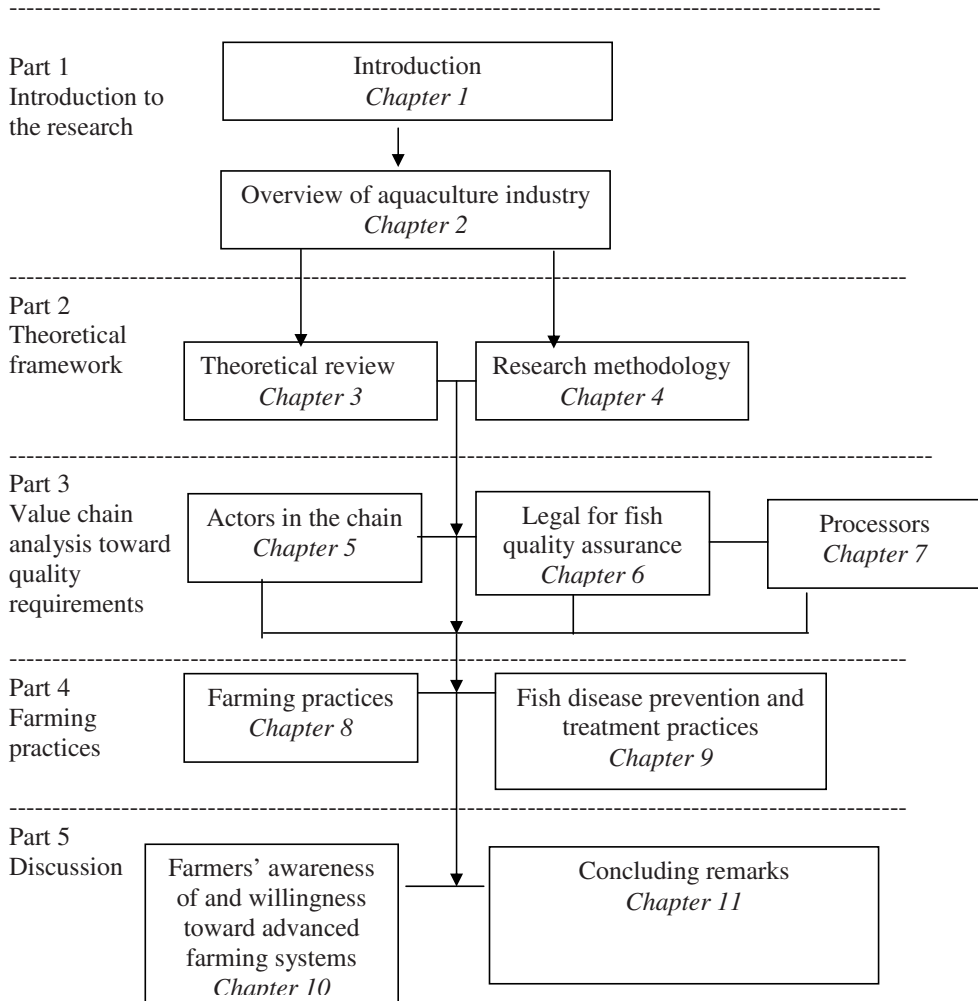 Part 1
Introduction to
the research
Introduction
Chapter 1
Overview of aquaculture industry
Chapter 2
Part 2
Theoretical
framework
Theoretical review
Chapter 3
Research methodology
Chapter 4
Part 3
Value chain
analysis toward
quality
requirements
Actors in the chain
Chapter 5
Legal for fish
quality assurance
Chapter 6
Processors
Chapter 7
Part 4
Farming
practices
Farming practices
Chapter 8
Fish disease prevention and
treatment practices
Chapter 9
Part 5
Discussion
Farmers’ awareness
of and willingness
toward advanced
farming systems
Chapter 10
Concluding remarks
Chapter 11